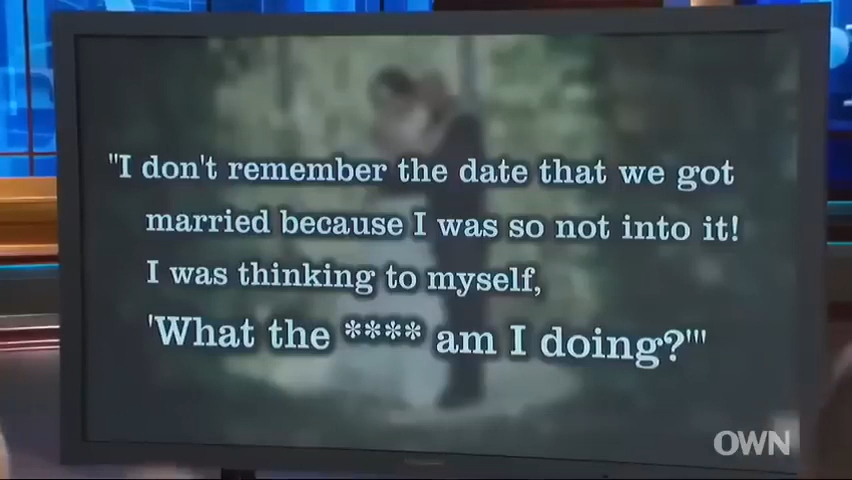 "I don't remember the date that we got
married because I was so not into it!
I was thinking to myself,
'What the **** am I doing?'"
OWN